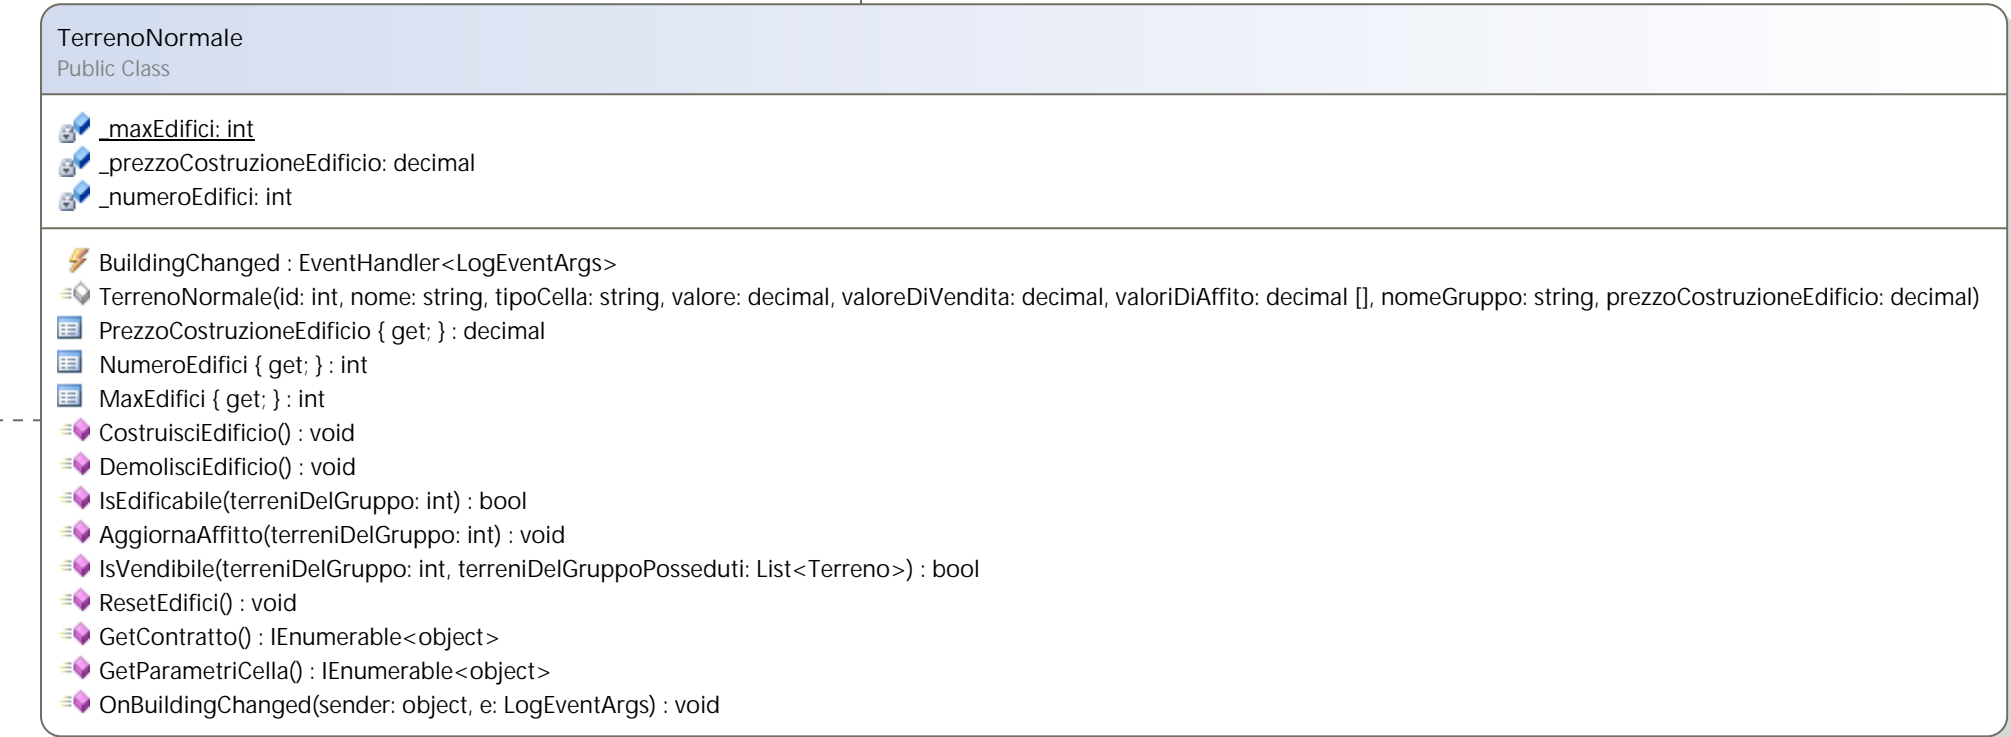 TerrenoNormale
Public Class
_maxEdifici: int
_prezzoCostruzioneEdificio: decimal
_numeroEdifici: int
BuildingChanged : EventHandler<LogEventArgs>
TerrenoNormale(id: int, nome: string, tipoCella: string, valore: decimal, valoreDiVendita: decimal, valoriDiAffito: decimal [], nomeGruppo: string, prezzoCostruzioneEdificio: decimal)
PrezzoCostruzioneEdificio { get; } : decimal
NumeroEdifici { get; } : int
MaxEdifici { get; } : int
CostruisciEdificio() : void
DemolisciEdificio() : void
IsEdificabile(terreniDelGruppo: int) : bool
AggiornaAffitto(terreniDelGruppo: int) : void
IsVendibile(terreniDelGruppo: int, terreniDelGruppoPosseduti: List<Terreno>) : bool
ResetEdifici() : void
GetContratto() : IEnumerable<object>
GetParametriCella() : IEnumerable<object>
OnBuildingChanged(sender: object, e: LogEventArgs) : void